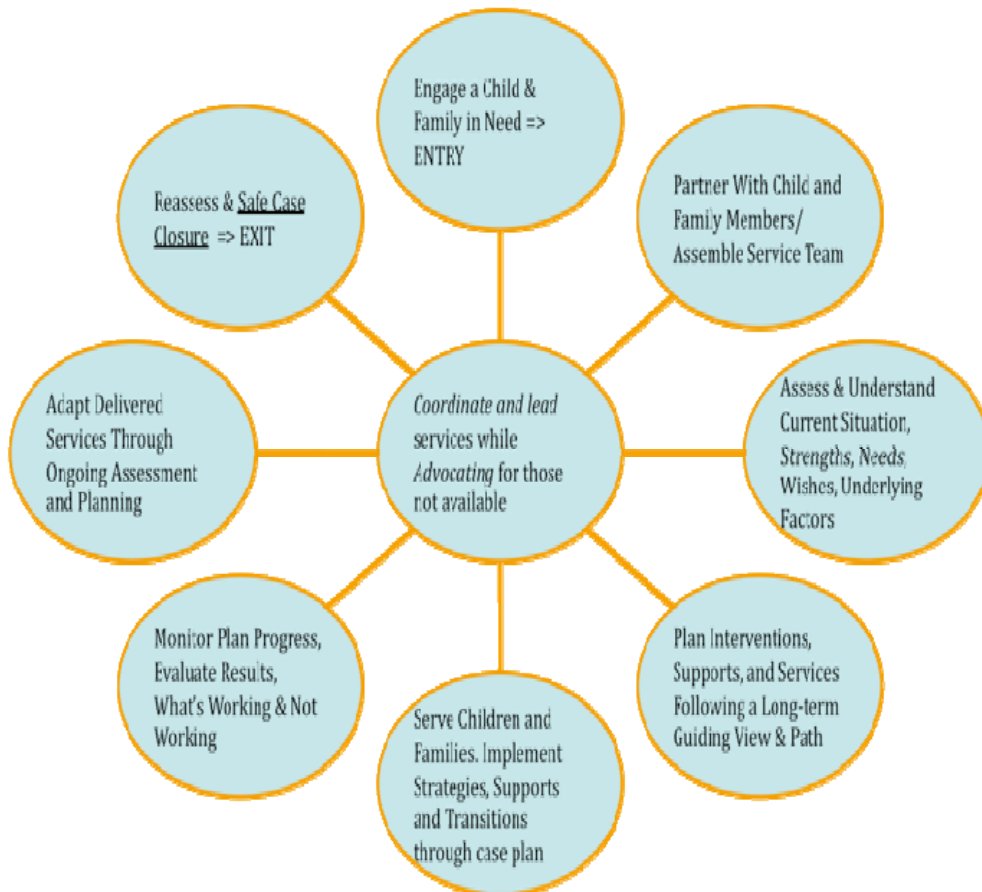 Engage a Child &
Family in Need =>
ENTRY
Partner With Child and
Family Members/
Assemble Service Team
Assess & Understand
Current Situation,
Strengths, Needs,
Wishes, Underlying
Factors
Plan Interventions,
Supports, and Services
Following a Long-term
Guiding View & Path
Serve Children and
Families. Implement
Strategies, Supports
and Transitions
through case plan
Monitor Plan Progress,
Evaluate Results,
What's Working & Not
Working
Adapt Delivered
Services Through
Ongoing Assessment
and Planning
Reassess & Safe Case
Closure => EXIT
Coordinate and lead
services while
Advocating for those
not available